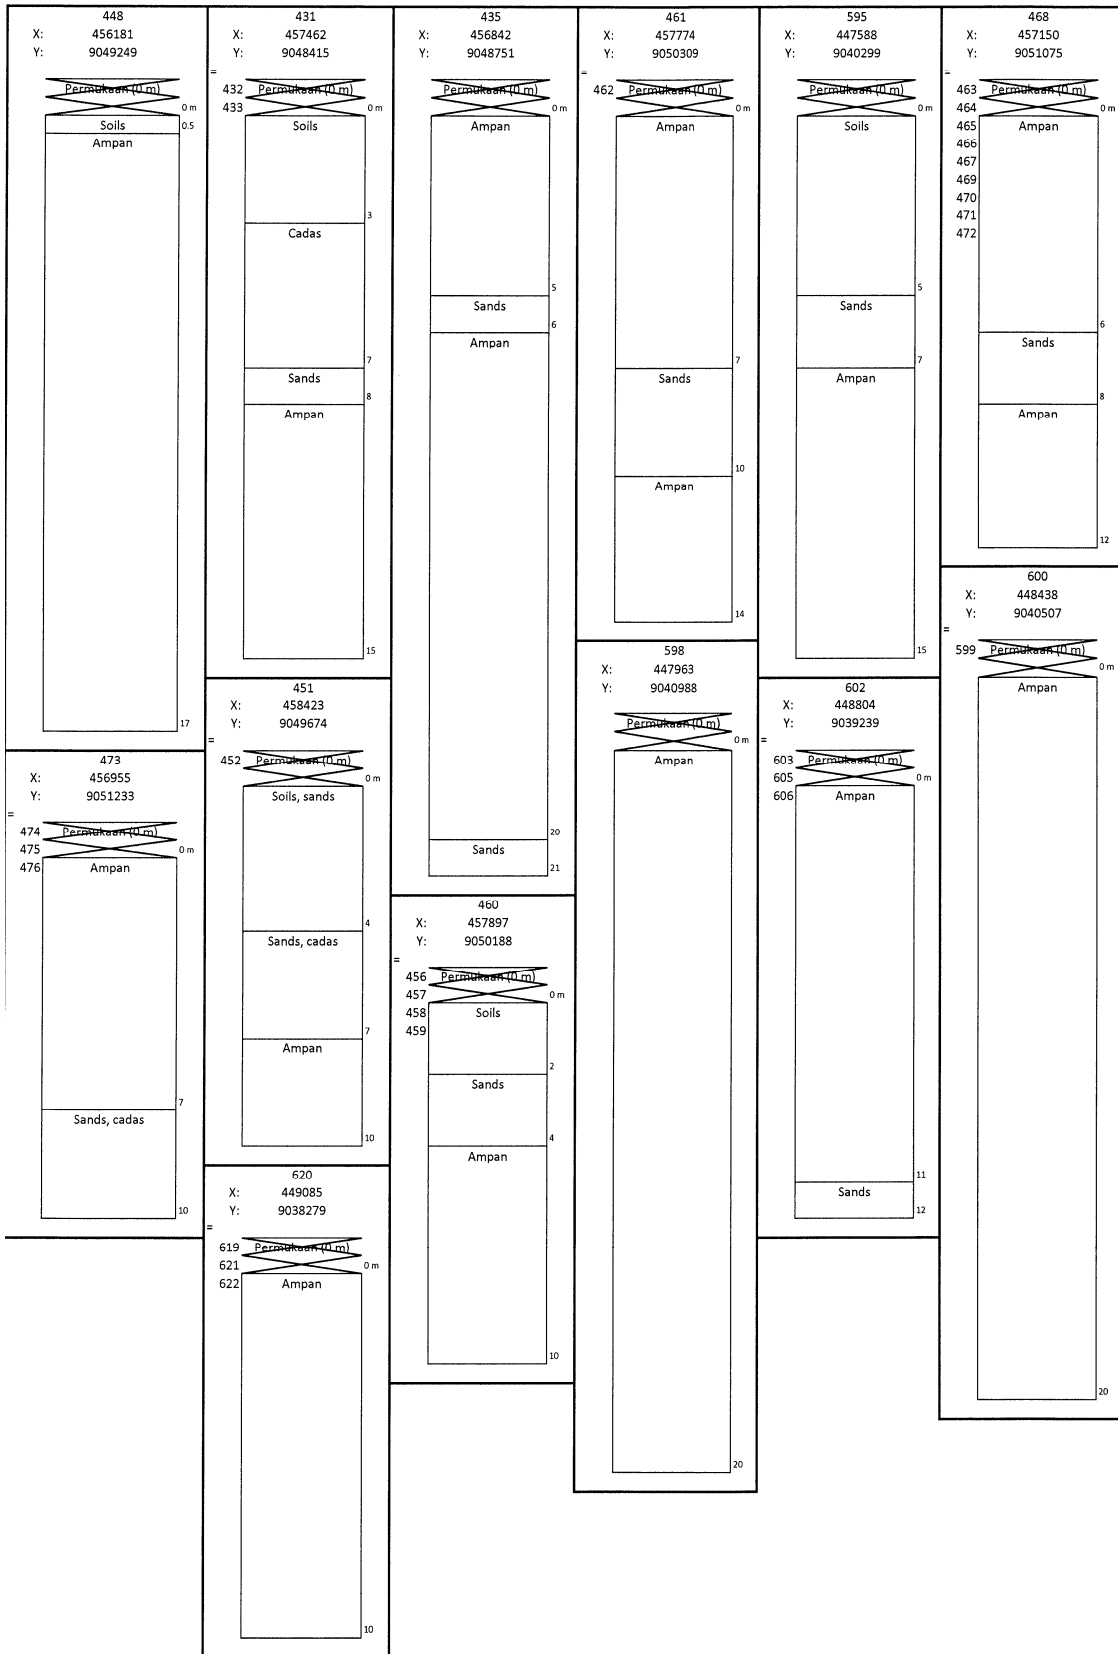 448
X: 456181
Y: 9049249
Permukaan (0 m)
0 m
Soils
0.5
Ampan
17
473
X: 456955
Y: 9051233
=
474 Permukaan (0 m)
475 0 m
476 Ampan
7
Sands, cadas
10
431
X: 457462
Y: 9048415
=
432 Permukaan (0 m)
433 0 m
Soils
3
Cadas
7
Sands
8
Ampan
15
451
X: 458423
Y: 9049674
=
452 Permukaan (0 m)
0 m
Soils, sands
4
Sands, cadas
7
Ampan
10
620
X: 449085
Y: 9038279
=
619 Permukaan (0 m)
621 0 m
622 Ampan
10
435
X: 456842
Y: 9048751
Permukaan (0 m)
0 m
Ampan
5
Sands
6
Ampan
20
Sands
21
460
X: 457897
Y: 9050188
=
456 Permukaan (0 m)
457 0 m
458 Soils
459
2
Sands
4
Ampan
10
461
X: 457774
Y: 9050309
=
462 Permukaan (0 m)
0 m
Ampan
7
Sands
10
Ampan
14
598
X: 447963
Y: 9040988
Permukaan (0 m)
0 m
Ampan
20
595
X: 447588
Y: 9040299
Permukaan (0 m)
0 m
Soils
5
Sands
7
Ampan
15
602
X: 448804
Y: 9039239
=
603 Permukaan (0 m)
605 0 m
606 Ampan
11
Sands
12
468
X: 457150
Y: 9051075
=
463 Permukaan (0 m)
464 0 m
465 Ampan
466
467
469
470
471
472
6
Sands
8
Ampan
12
600
X: 448438
Y: 9040507
=
599 Permukaan (0 m)
0 m
Ampan
20